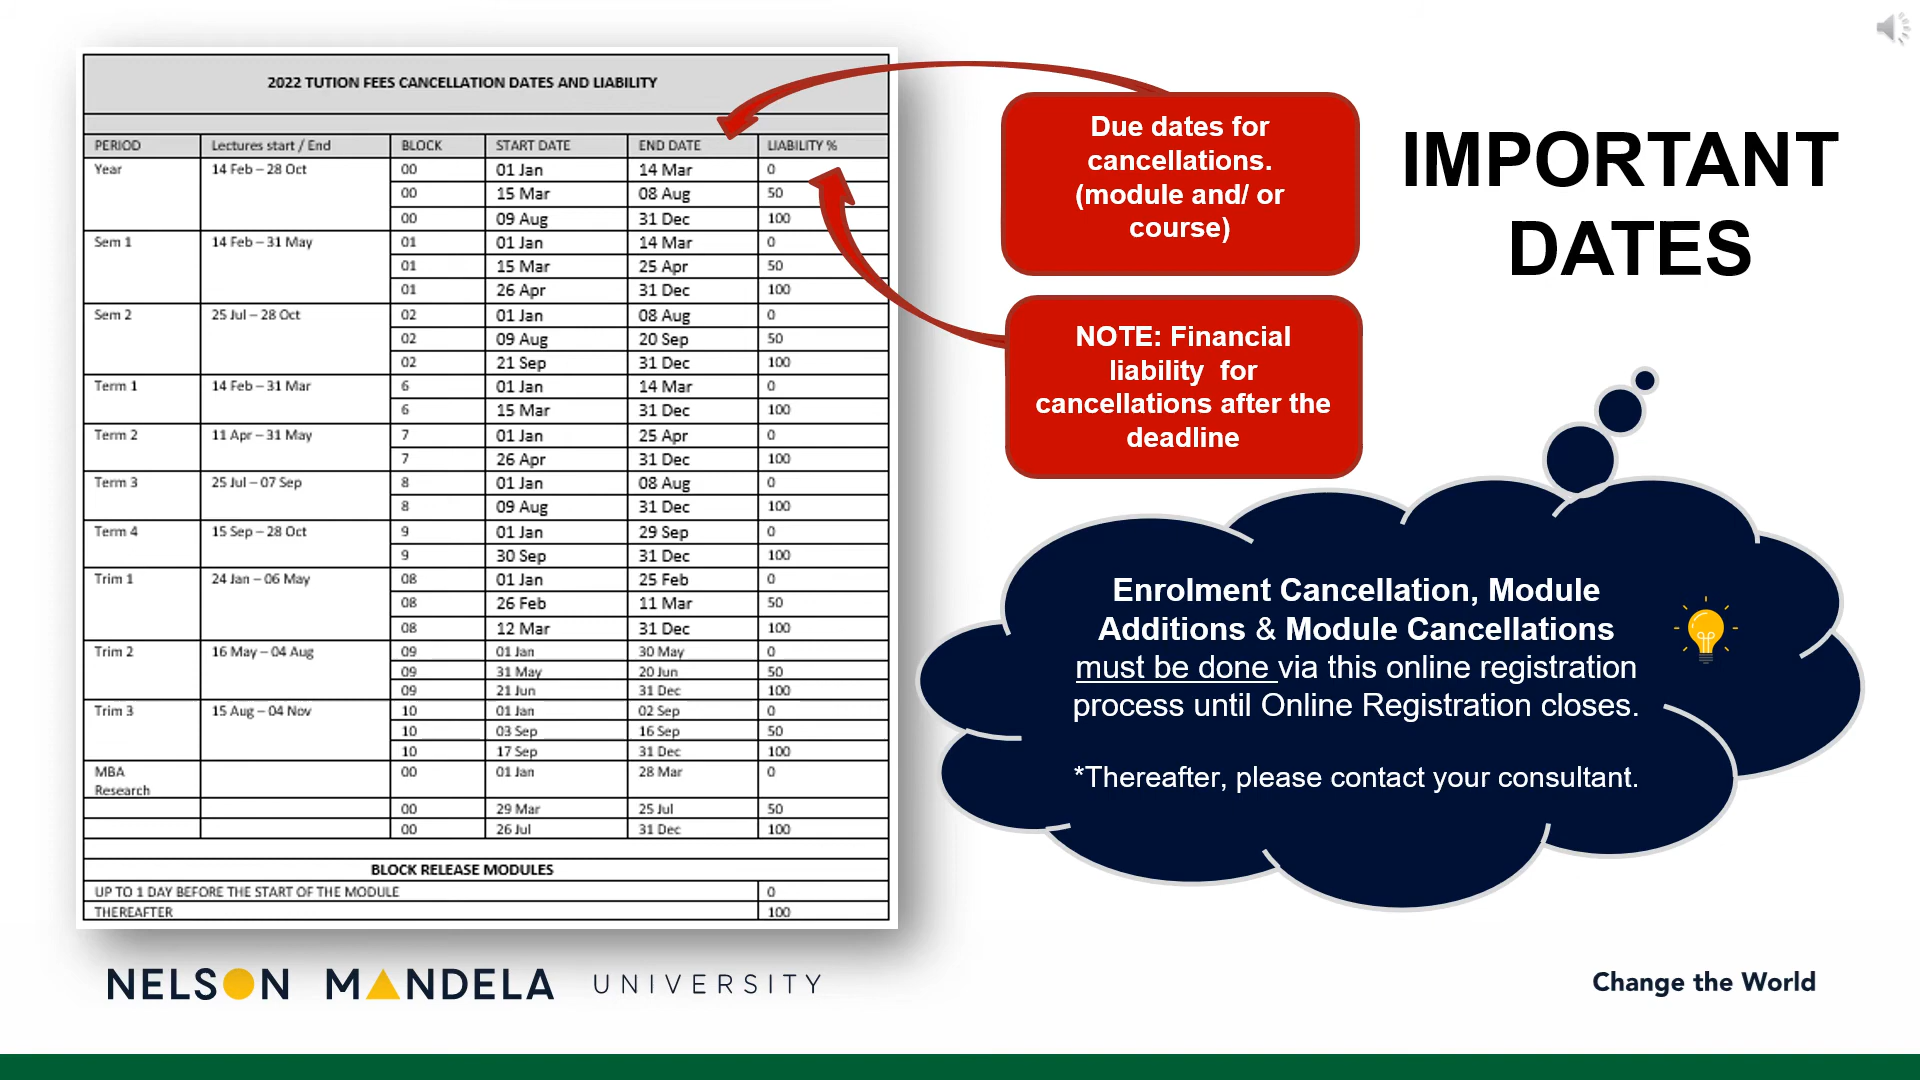 2022 TUTION FEES CANCELLATION DATES AND LIABILITY
PERIOD Lectures start / End BLOCK START DATE END DATE LIABILITY %
Year 14 Feb – 28 Oct 00 01 Jan 14 Mar 0
00 15 Mar 08 Aug 50
00 09 Aug 31 Dec 100
Sem 1 14 Feb – 31 May 01 01 Jan 14 Mar 0
01 15 Mar 25 Apr 50
01 26 Apr 31 Dec 100
Sem 2 25 Jul – 28 Oct 02 01 Jan 08 Aug 0
02 09 Aug 20 Sep 50
02 21 Sep 31 Dec 100
Term 1 14 Feb – 31 Mar 6 01 Jan 14 Mar 0
6 15 Mar 31 Dec 100
Term 2 11 Apr – 31 May 7 01 Jan 25 Apr 0
7 26 Apr 31 Dec 100
Term 3 25 Jul – 07 Sep 8 01 Jan 08 Aug 0
8 09 Aug 31 Dec 100
Term 4 15 Sep – 28 Oct 9 01 Jan 29 Sep 0
9 30 Sep 31 Dec 100
Trim 1 24 Jan – 06 May 08 01 Jan 25 Feb 0
08 26 Feb 11 Mar 50
08 12 Mar 31 Dec 100
Trim 2 16 May – 04 Aug 09 01 Jan 30 May 0
09 31 May 20 Jun 50
09 21 Jun 31 Dec 100
Trim 3 15 Aug – 04 Nov 10 01 Jan 02 Sep 0
10 03 Sep 16 Sep 50
10 17 Sep 31 Dec 100
MBA 00 01 Jan 28 Mar 0
Research
00 29 Mar 25 Jul 50
00 26 Jul 31 Dec 100
BLOCK RELEASE MODULES
UP TO 1 DAY BEFORE THE START OF THE MODULE 0
THEREAFTER 100
Due dates for
cancellations.
(module and/ or
course)
NOTE: Financial
liability for
cancellations after the
deadline
IMPORTANT
DATES
Enrolment Cancellation, Module
Additions & Module Cancellations
must be done via this online registration
process until Online Registration closes.
*Thereafter, please contact your consultant.
NELSON MANDELA UNIVERSITY
Change the World